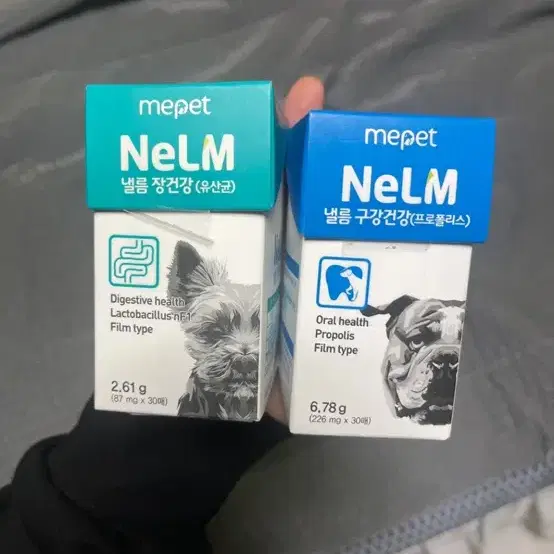 mepet
NeLM
낼름 장건강(유산균)
Digestive health
Lactobacillus nF1
Film type
2.61 g
(87 mg x 30매)
mepet
NeLM
낼름 구강건강(프로폴리스)
Oral health
Propolis
Film type
6.78 g
(226 mg x 30매)